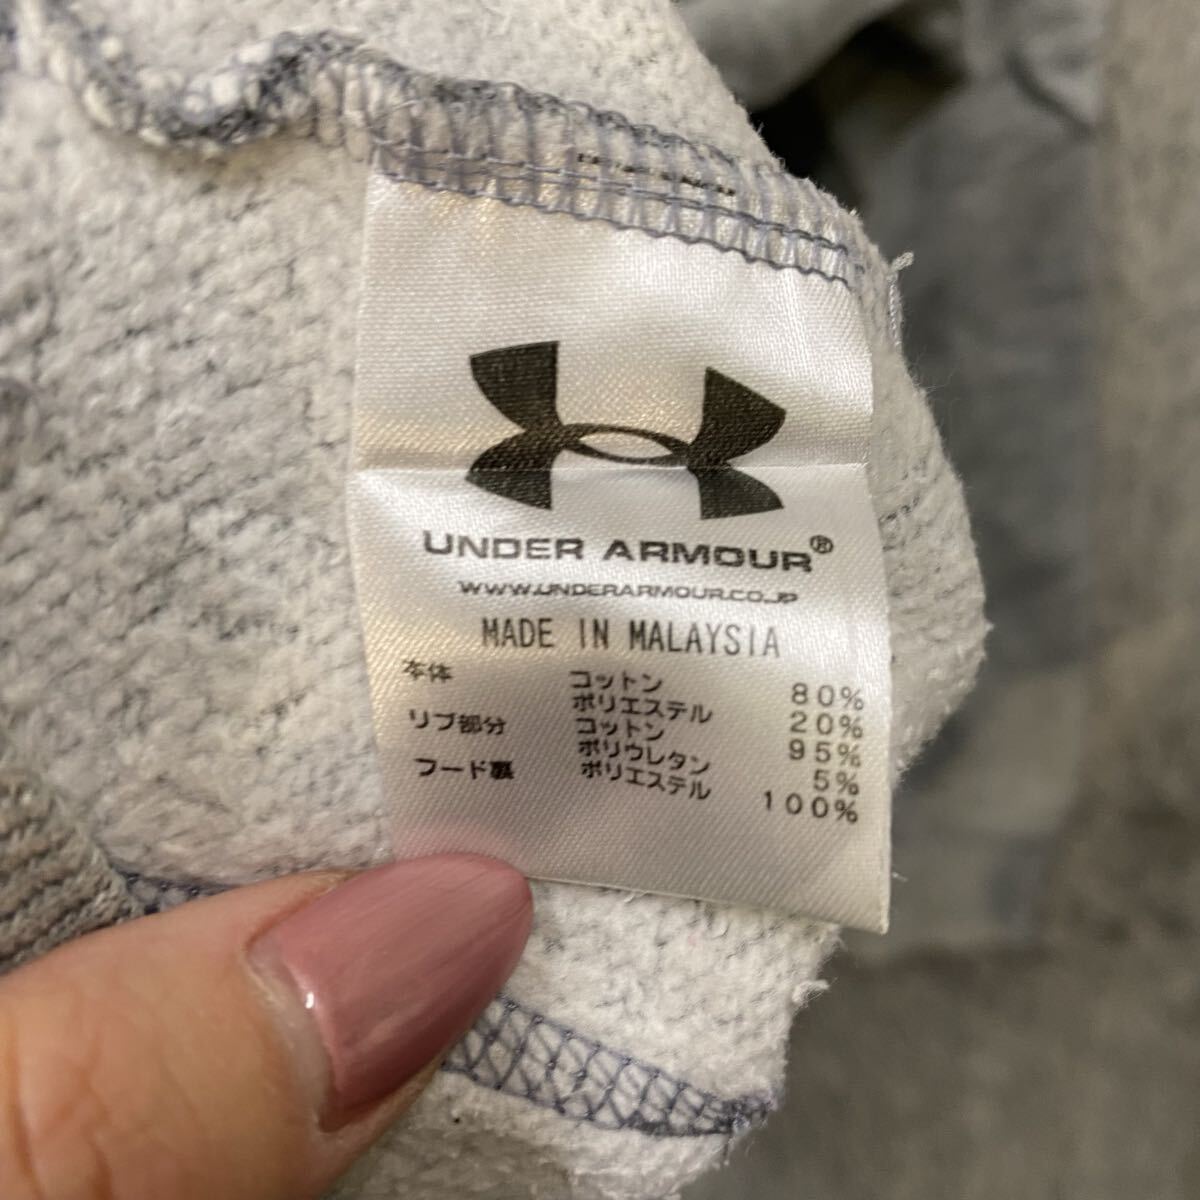 UNDER ARMOUR®
WWW.UNDERARMOUR.CO.JP
MADE IN MALAYSIA
本体 コットン 80%
ポリエステル 20%
リブ部分 コットン 95%
ポリウレタン 5%
フード裏 ポリエステル 100%